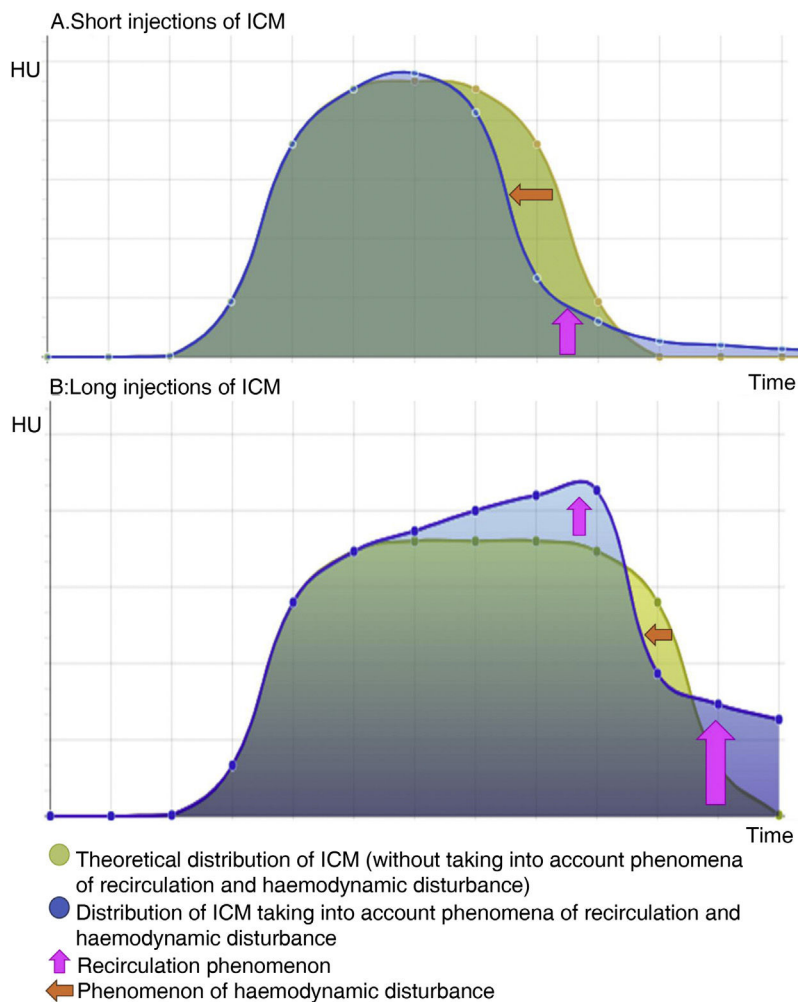 A.Short injections of ICM
HU
Time
B:Long injections of ICM
HU
Time
Theoretical distribution of ICM (without taking into account phenomena
of recirculation and haemodynamic disturbance)
Distribution of ICM taking into account phenomena of recirculation and
haemodynamic disturbance
Recirculation phenomenon
Phenomenon of haemodynamic disturbance